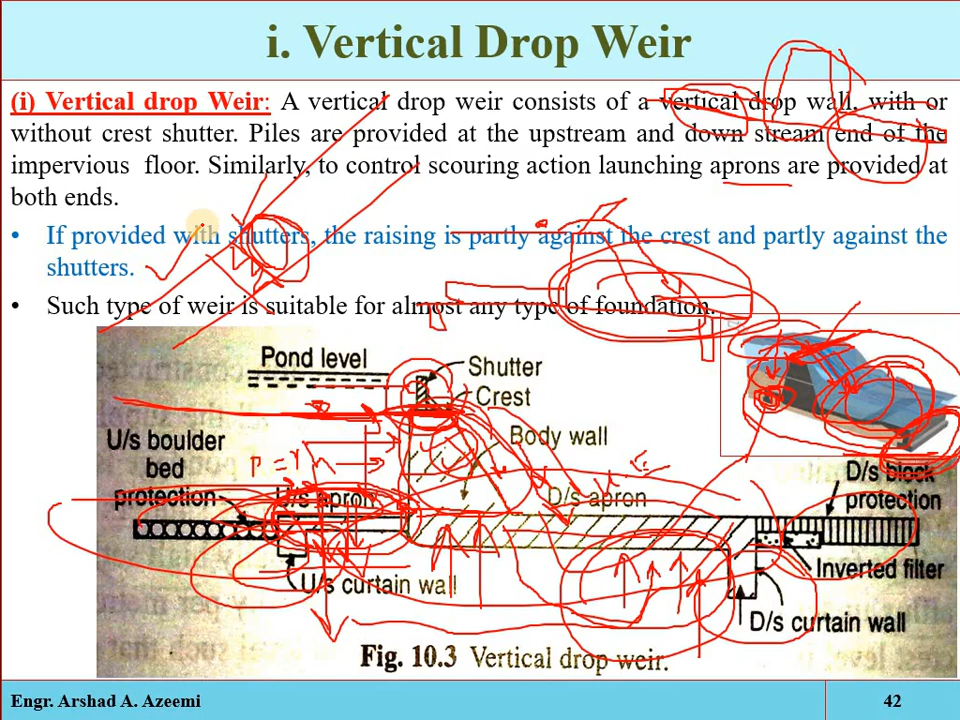 i. Vertical Drop Weir
(i) Vertical drop Weir: A vertical drop weir consists of a vertical drop wall, with or
without crest shutter. Piles are provided at the upstream and down stream end of the
impervious floor. Similarly, to control scouring action launching aprons are provided at
both ends.
• If provided with shutters, the raising is partly against the crest and partly against the
shutters.
• Such type of weir is suitable for almost any type of foundation.
Pond level
Shutter
Crest
U/s boulder
bed
protection
Body wall
P = γh
U/s apron
D/s apron
D/s block
protection
U/s curtain wall
Inverted filter
D/s curtain wall
Fig. 10.3 Vertical drop weir.
Engr. Arshad A. Azeemi
42